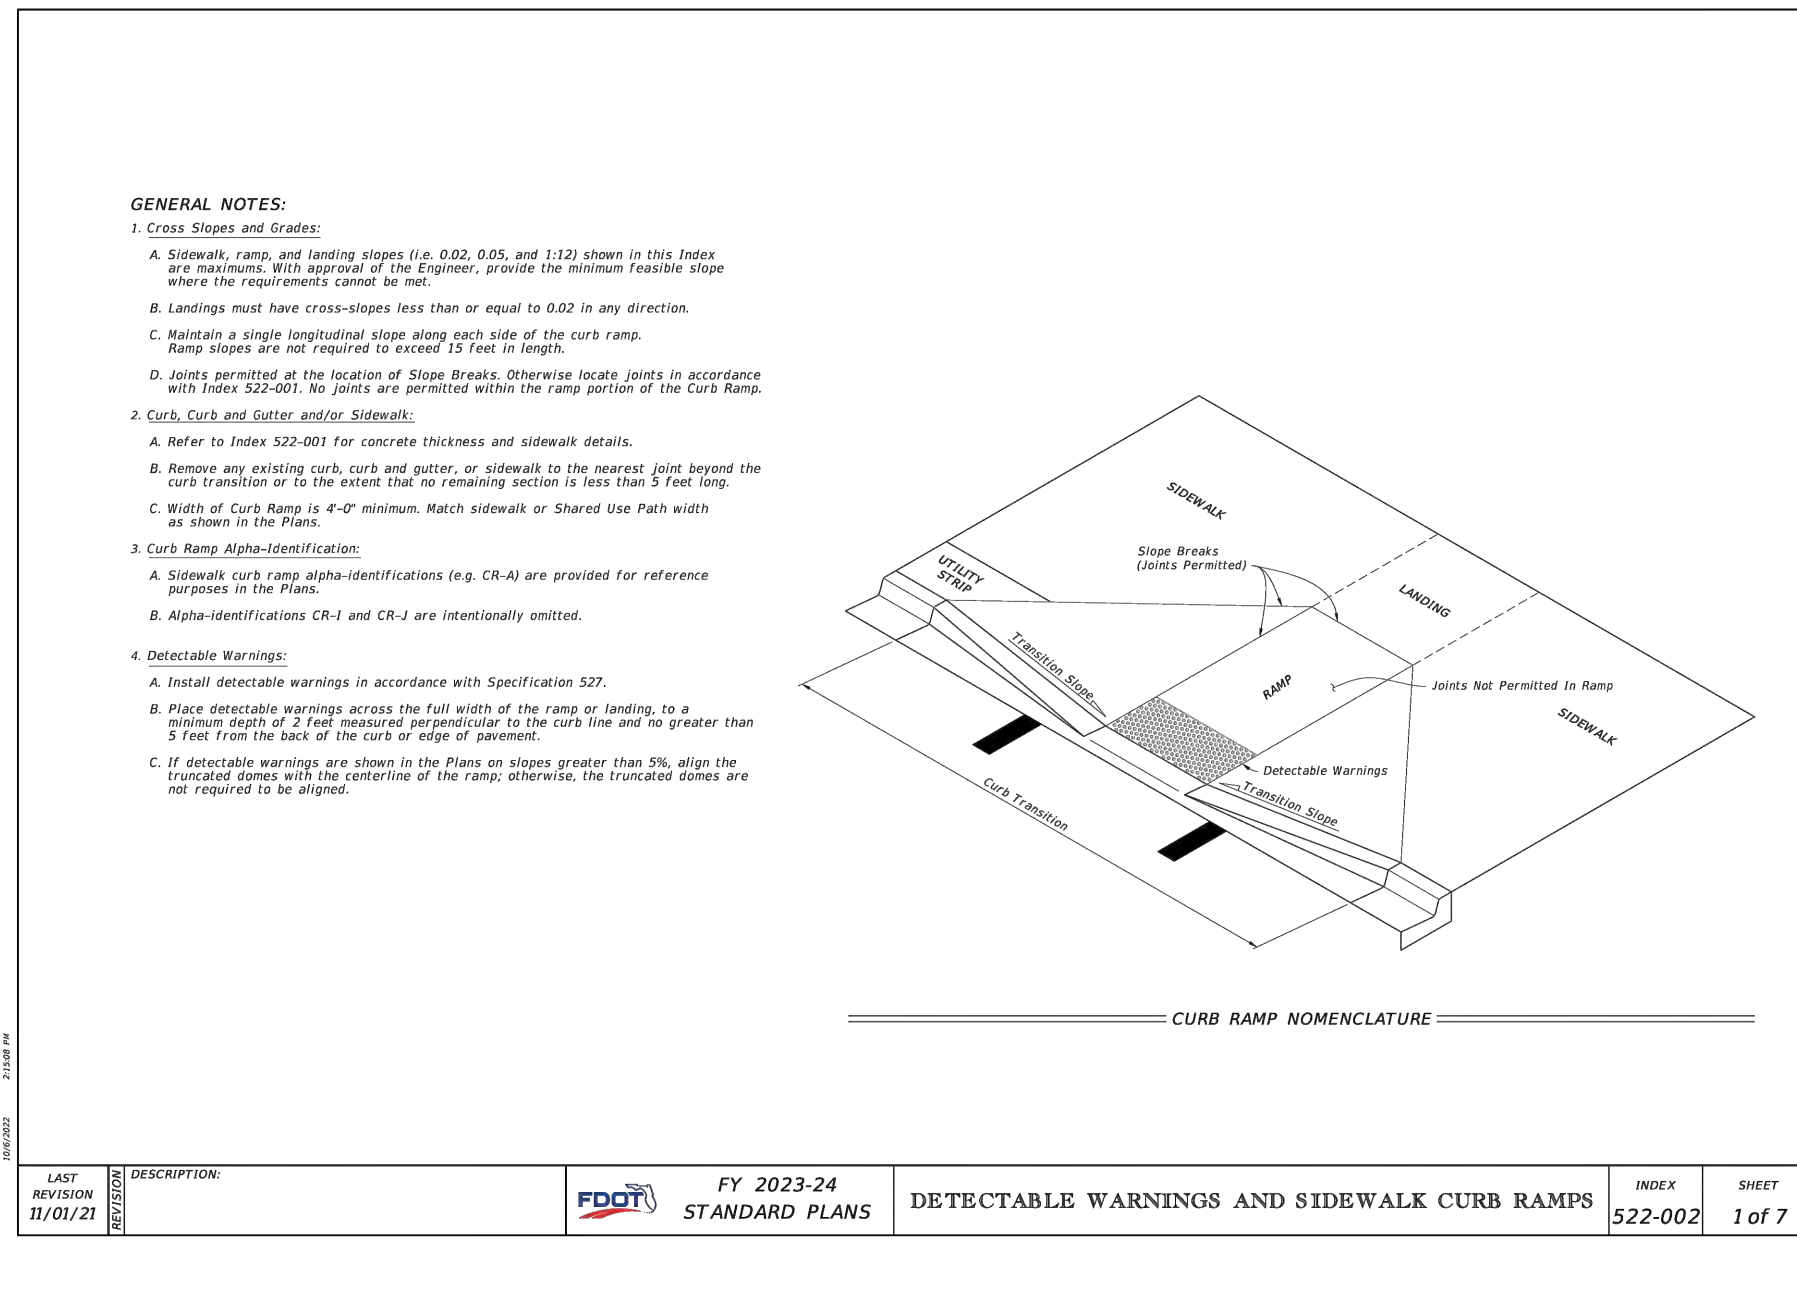 GENERAL NOTES:
1. Cross Slopes and Grades:
A. Sidewalk, ramp, and landing slopes (i.e. 0.02, 0.05, and 1:12) shown in this Index
are maximums. With approval of the Engineer, provide the minimum feasible slope
where the requirements cannot be met.
B. Landings must have cross-slopes less than or equal to 0.02 in any direction.
C. Maintain a single longitudinal slope along each side of the curb ramp.
Ramp slopes are not required to exceed 15 feet in length.
D. Joints permitted at the location of Slope Breaks. Otherwise locate joints in accordance
with Index 522-001. No joints are permitted within the ramp portion of the Curb Ramp.
2. Curb, Curb and Gutter and/or Sidewalk:
A. Refer to Index 522-001 for concrete thickness and sidewalk details.
B. Remove any existing curb, curb and gutter, or sidewalk to the nearest joint beyond the
curb transition or to the extent that no remaining section is less than 5 feet long.
C. Width of Curb Ramp is 4'-0" minimum. Match sidewalk or Shared Use Path width
as shown in the Plans.
3. Curb Ramp Alpha-Identification:
A. Sidewalk curb ramp alpha-identifications (e.g. CR-A) are provided for reference
purposes in the Plans.
B. Alpha-identifications CR-I and CR-J are intentionally omitted.
4. Detectable Warnings:
A. Install detectable warnings in accordance with Specification 527.
B. Place detectable warnings across the full width of the ramp or landing, to a
minimum depth of 2 feet measured perpendicular to the curb line and no greater than
5 feet from the back of the curb or edge of pavement.
C. If detectable warnings are shown in the Plans on slopes greater than 5%, align the
truncated domes with the centerline of the ramp; otherwise, the truncated domes are
not required to be aligned.
SIDEWALK
Slope Breaks
(Joints Permitted)
UTILITY
STRIP
LANDING
Transition Slope
RAMP
Joints Not Permitted In Ramp
SIDEWALK
Detectable Warnings
Transition Slope
Curb Transition
CURB RAMP NOMENCLATURE
2:15:08 PM
10/6/2022
LAST
REVISION
11/01/21
REVISION
DESCRIPTION:
FDOT
FY 2023-24
STANDARD PLANS
DETECTABLE WARNINGS AND SIDEWALK CURB RAMPS
INDEX
522-002
SHEET
1 of 7